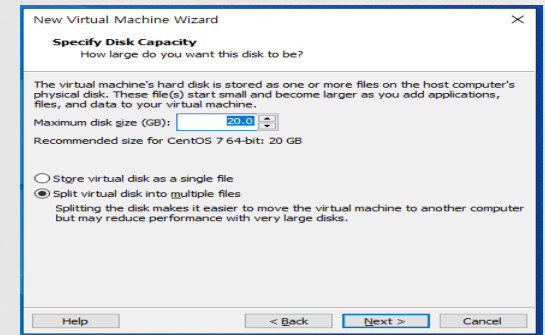 New Virtual Machine Wizard
Specify Disk Capacity
How large do you want this disk to be?
The virtual machine's hard disk is stored as one or more files on the host computer's
physical disk. These file(s) start small and become larger as you add applications,
files, and data to your virtual machine.
Maximum disk size (GB): 20.0
Recommended size for CentOS 7 64-bit: 20 GB
Store virtual disk as a single file
Split virtual disk into multiple files
Splitting the disk makes it easier to move the virtual machine to another computer
but may reduce performance with very large disks.
Help < Back Next > Cancel